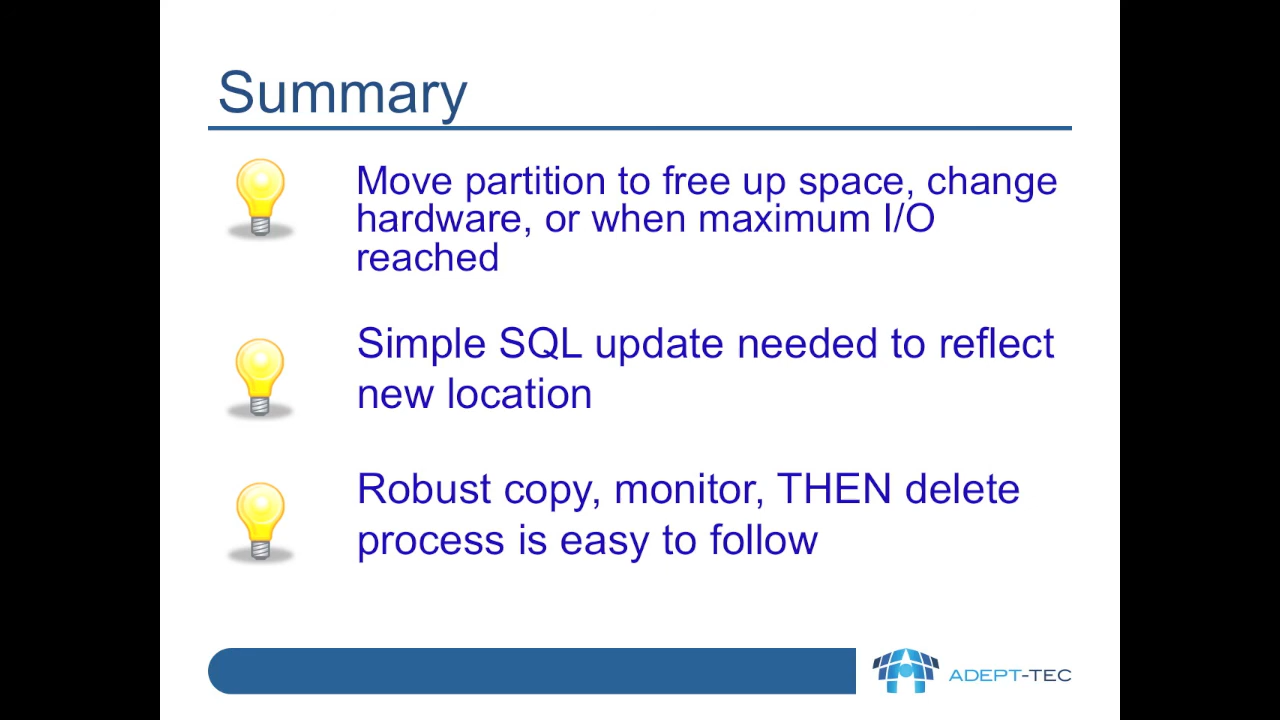 Summary
Move partition to free up space, change
hardware, or when maximum I/O
reached
Simple SQL update needed to reflect
new location
Robust copy, monitor, THEN delete
process is easy to follow
ADEPT-TEC